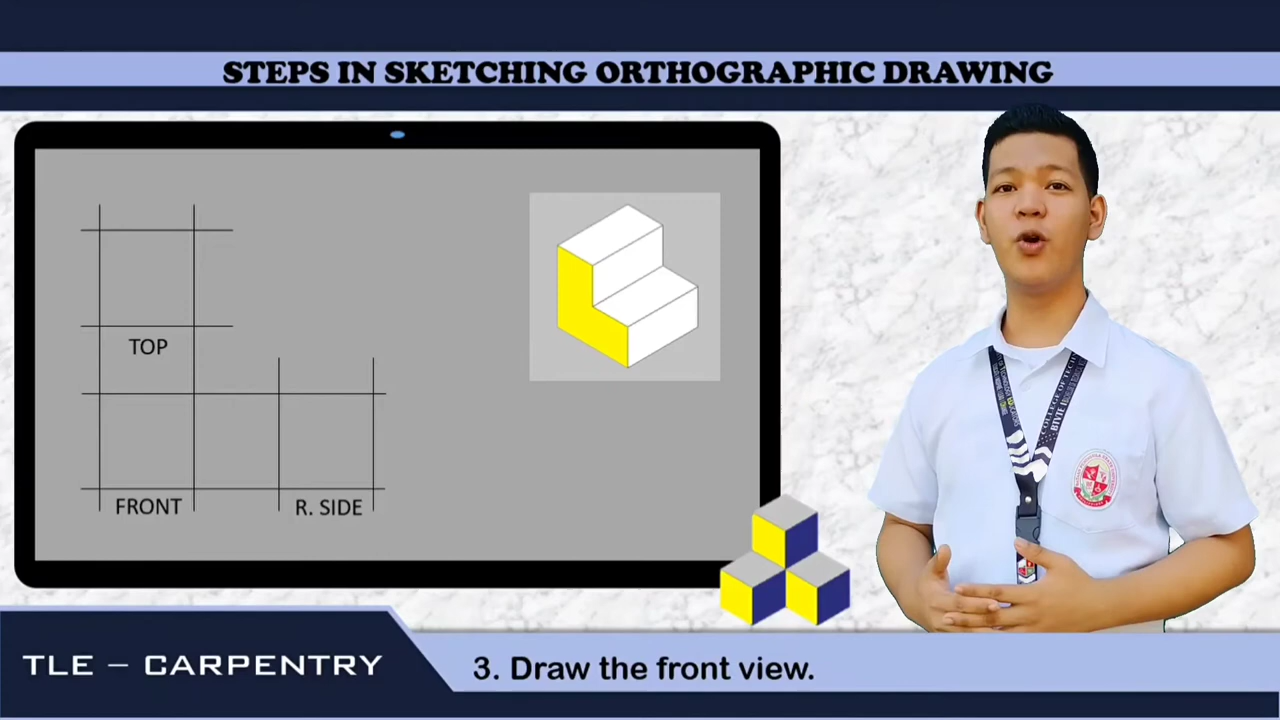 STEPS IN SKETCHING ORTHOGRAPHIC DRAWING
TOP
FRONT
R. SIDE
TLE – CARPENTRY
3. Draw the front view.